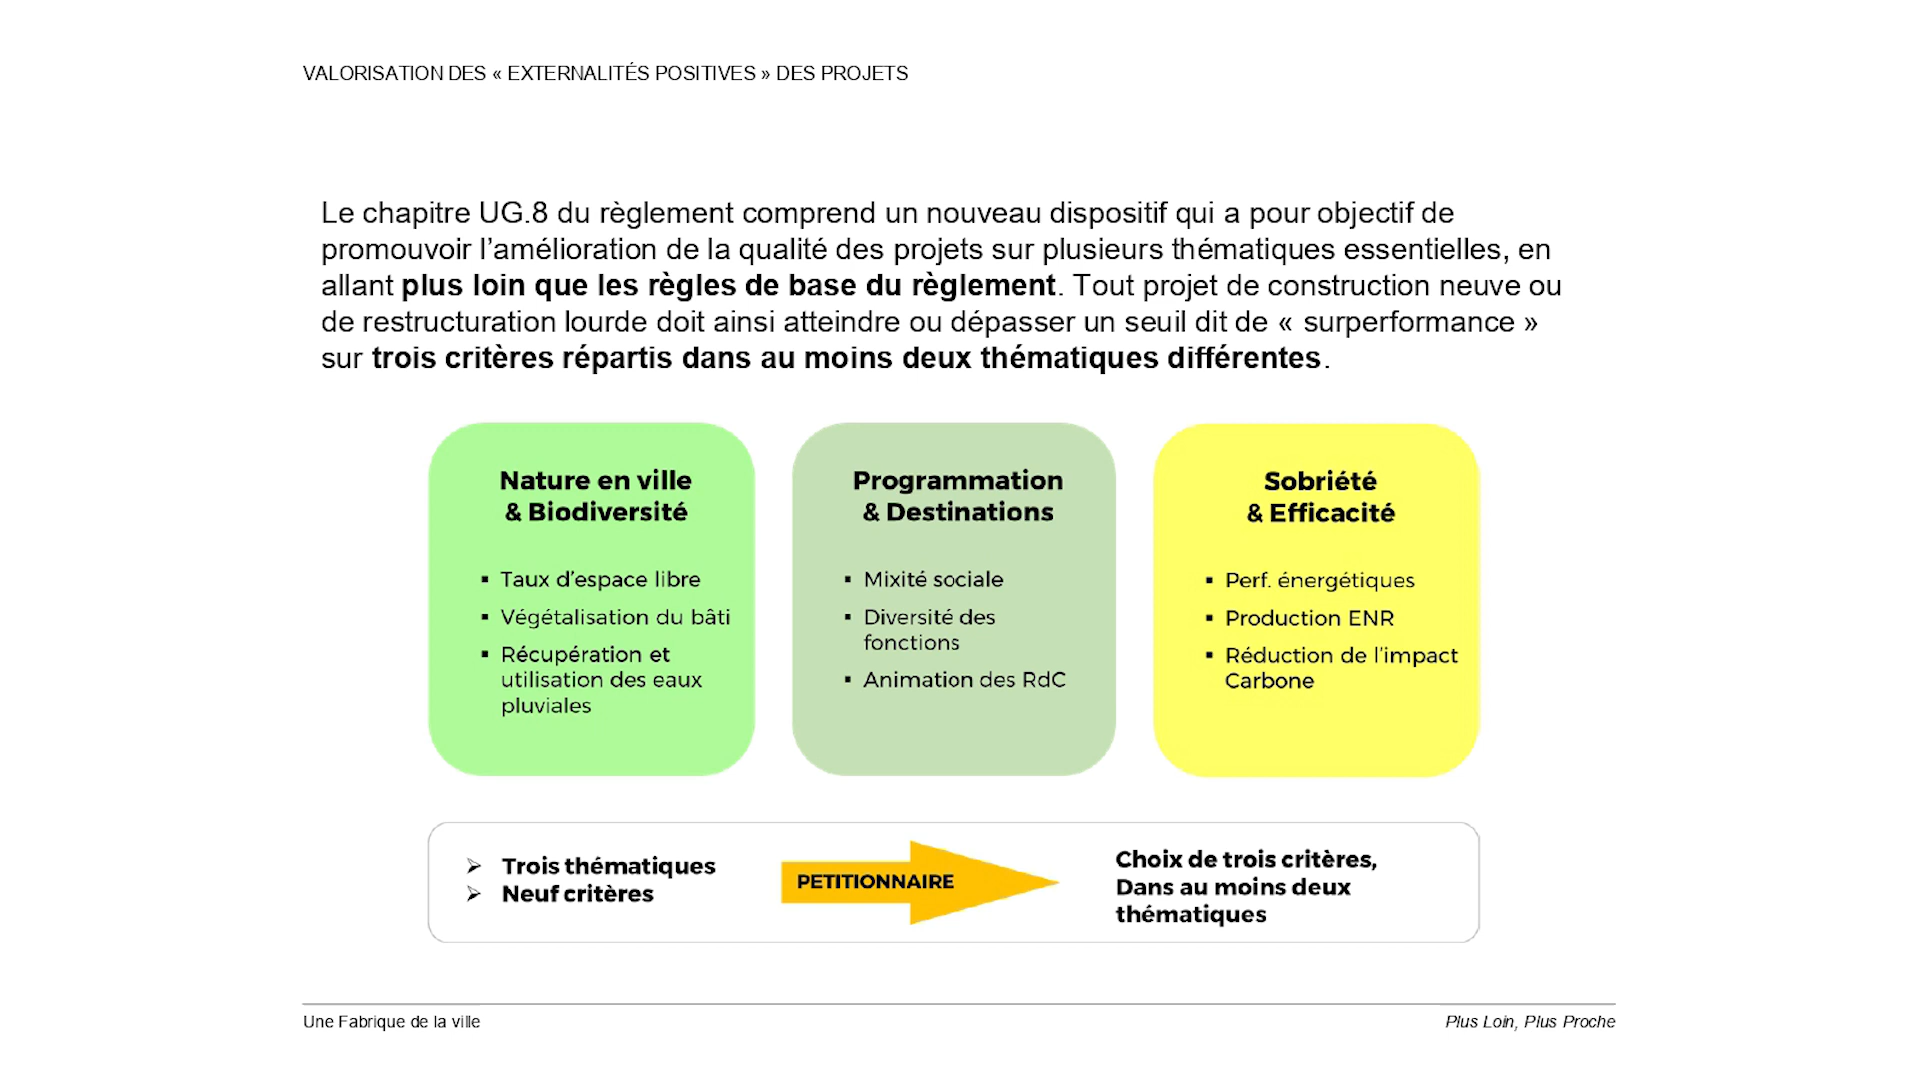 VALORISATION DES « EXTERNALITÉS POSITIVES » DES PROJETS
Le chapitre UG.8 du règlement comprend un nouveau dispositif qui a pour objectif de
promouvoir l’amélioration de la qualité des projets sur plusieurs thématiques essentielles, en
allant plus loin que les règles de base du règlement. Tout projet de construction neuve ou
de restructuration lourde doit ainsi atteindre ou dépasser un seuil dit de « surperformance »
sur trois critères répartis dans au moins deux thématiques différentes.
Nature en ville
& Biodiversité
▪ Taux d’espace libre
▪ Végétalisation du bâti
▪ Récupération et
utilisation des eaux
pluviales
Programmation
& Destinations
▪ Mixité sociale
▪ Diversité des
fonctions
▪ Animation des RdC
Sobriété
& Efficacité
▪ Perf. énergétiques
▪ Production ENR
▪ Réduction de l’impact
Carbone
➢ Trois thématiques
➢ Neuf critères
PETITIONNAIRE
Choix de trois critères,
Dans au moins deux
thématiques
Une Fabrique de la ville
Plus Loin, Plus Proche